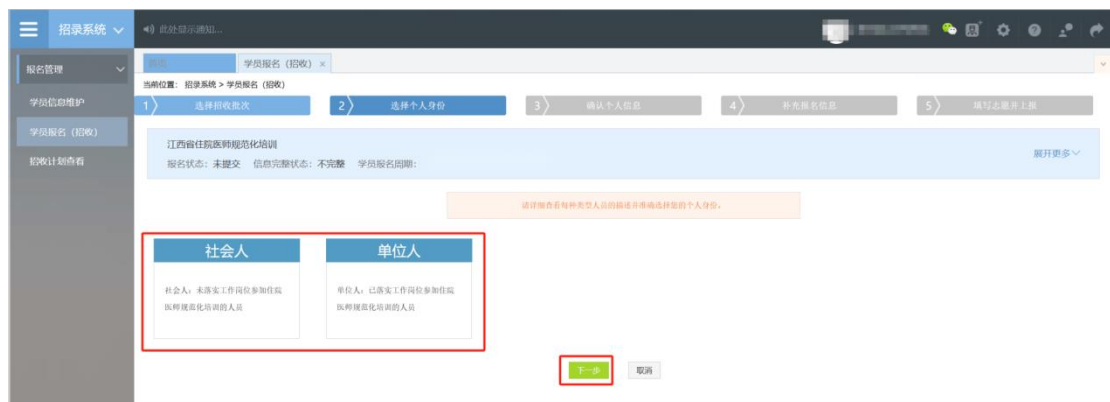 招录系统
此处显示通知...
报名管理
学员信息维护
学员报名（招收）
招收计划查看
学员报名（招收） ×
当前位置： 招录系统 > 学员报名（招收）
1 选择招收批次
2 选择个人身份
3 确认个人信息
4 补充报名信息
5 填写志愿并上报
江西省住院医师规范化培训
报名状态：未提交 信息完整状态：不完整 学员报名周期：
展开更多
请详细查看每种类型人员的描述并准确选择您的个人身份。
社会人
社会人：未落实工作岗位参加住院
医师规范化培训的人员
单位人
单位人：已落实工作岗位参加住院
医师规范化培训的人员
下一步 取消